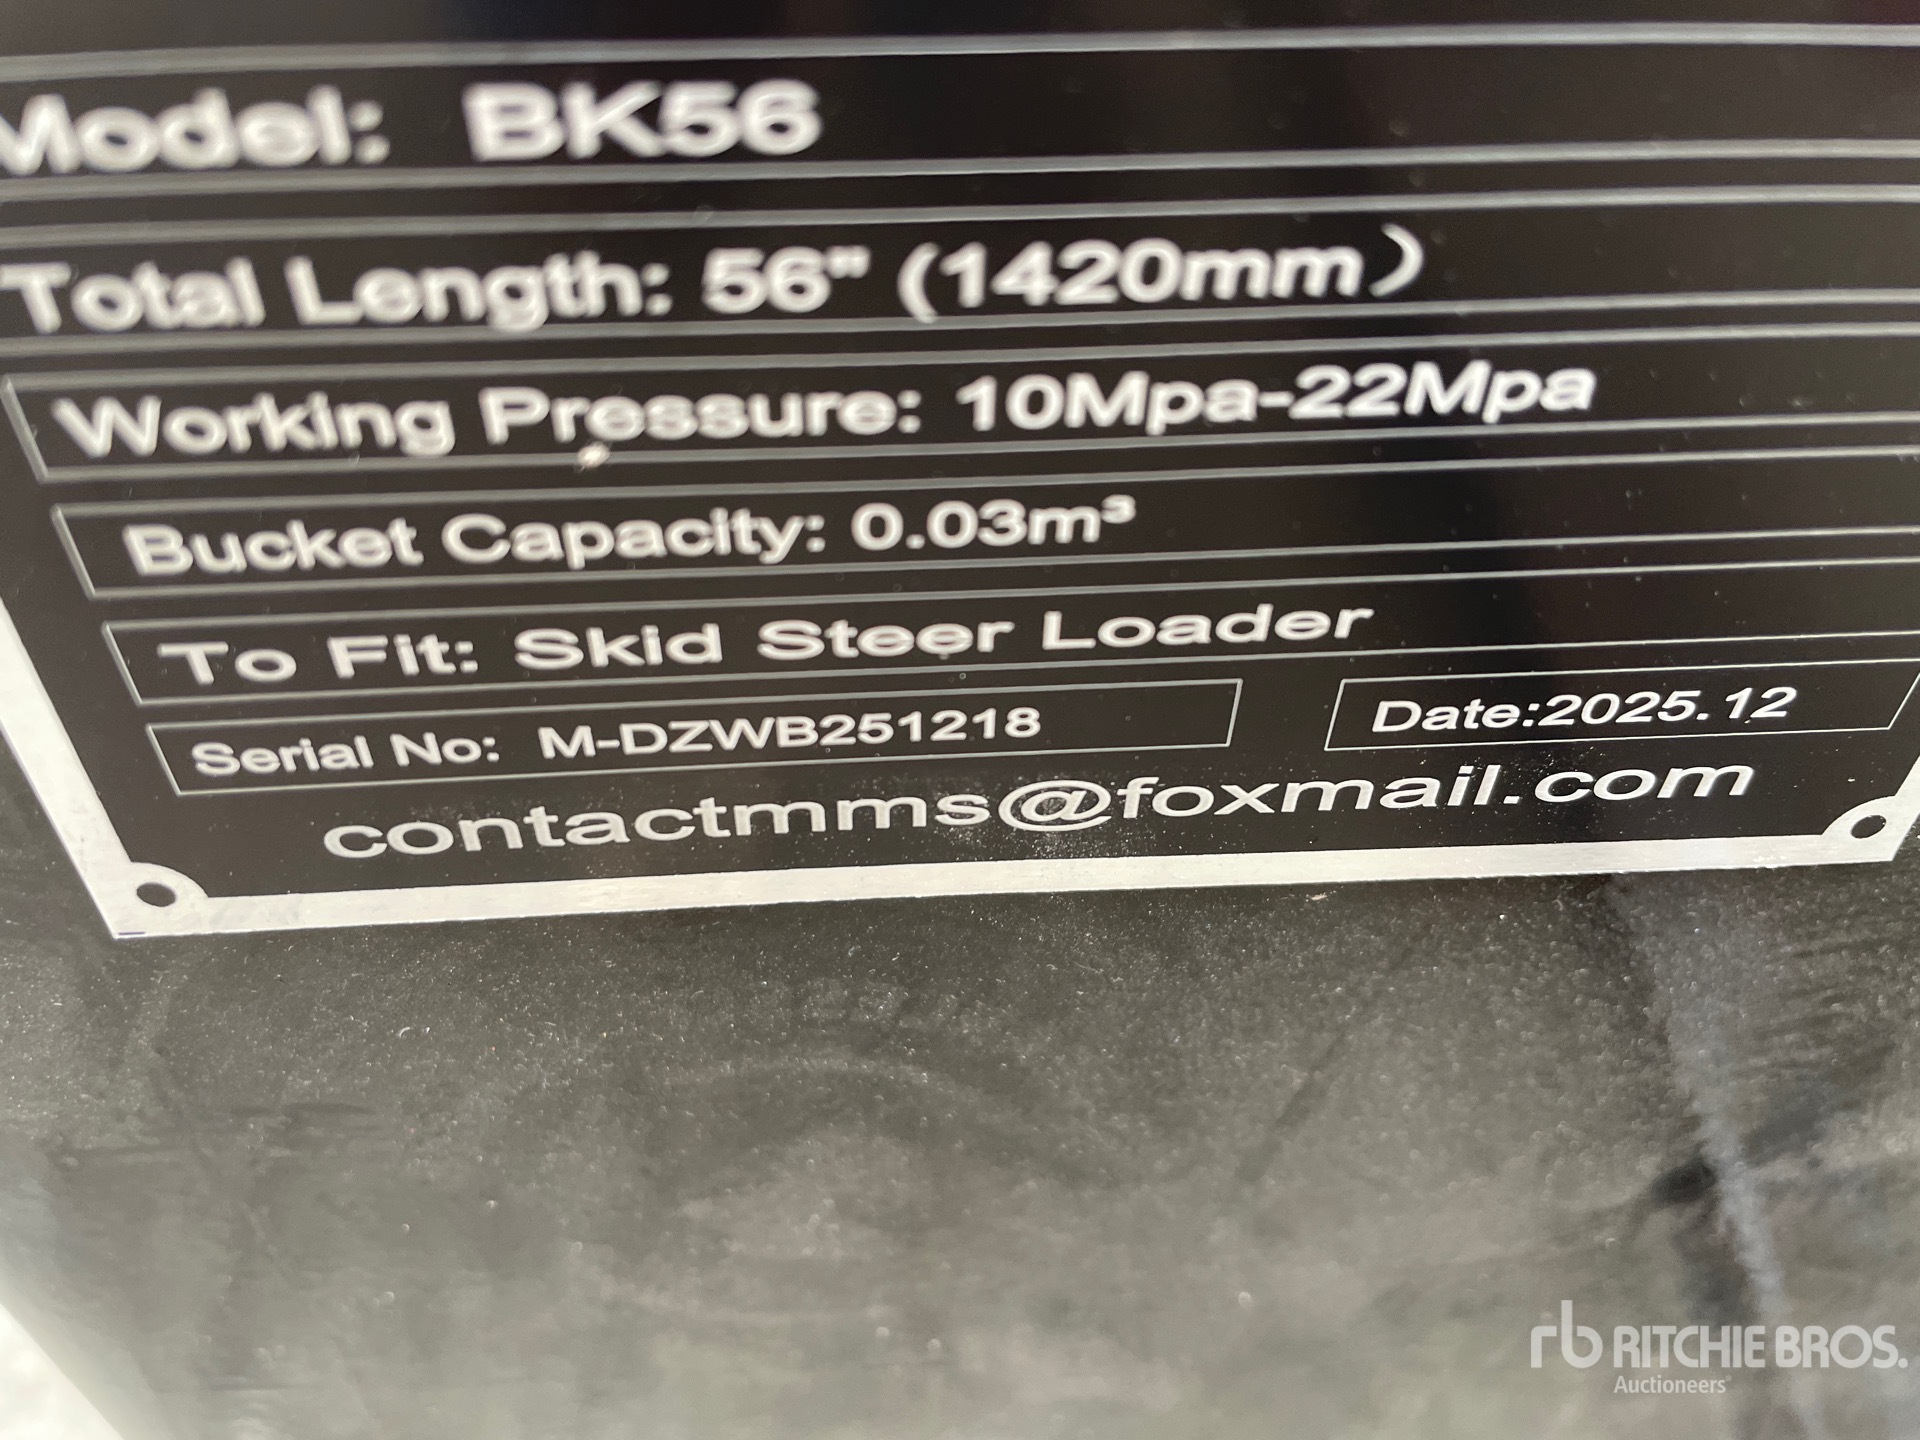 Model: BK56
Total Length: 56" (1420mm）
Working Pressure: 10Mpa-22Mpa
Bucket Capacity: 0.03m³
To Fit: Skid Steer Loader
Serial No: M-DZWB251218 Date:2025.12
contactmms@foxmail.com
rb RITCHIE BROS.
Auctioneers